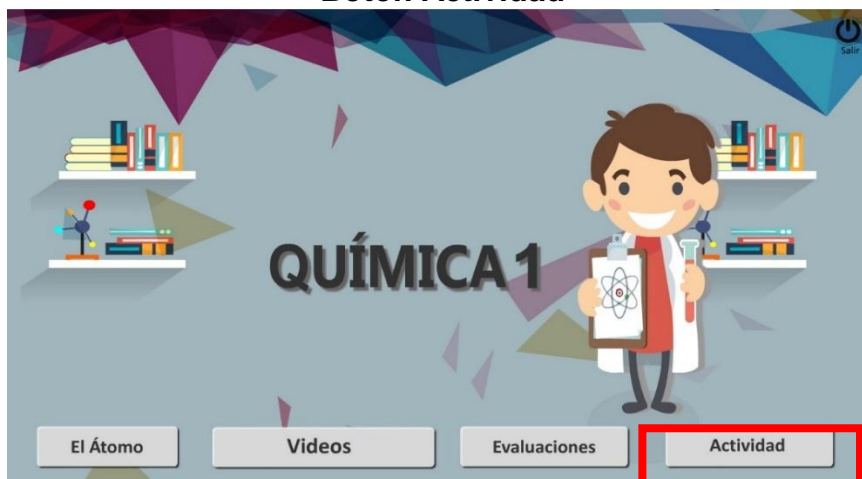 Botón Actividad
Salir
QUÍMICA 1
El Átomo
Videos
Evaluaciones
Actividad